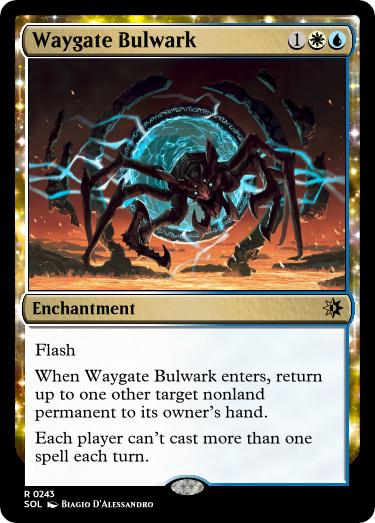 Waygate Bulwark 1
Enchantment
Flash
When Waygate Bulwark enters, return
up to one other target nonland
permanent to its owner's hand.
Each player can't cast more than one
spell each turn.
R 0243
SOL Biagio D'Alessandro